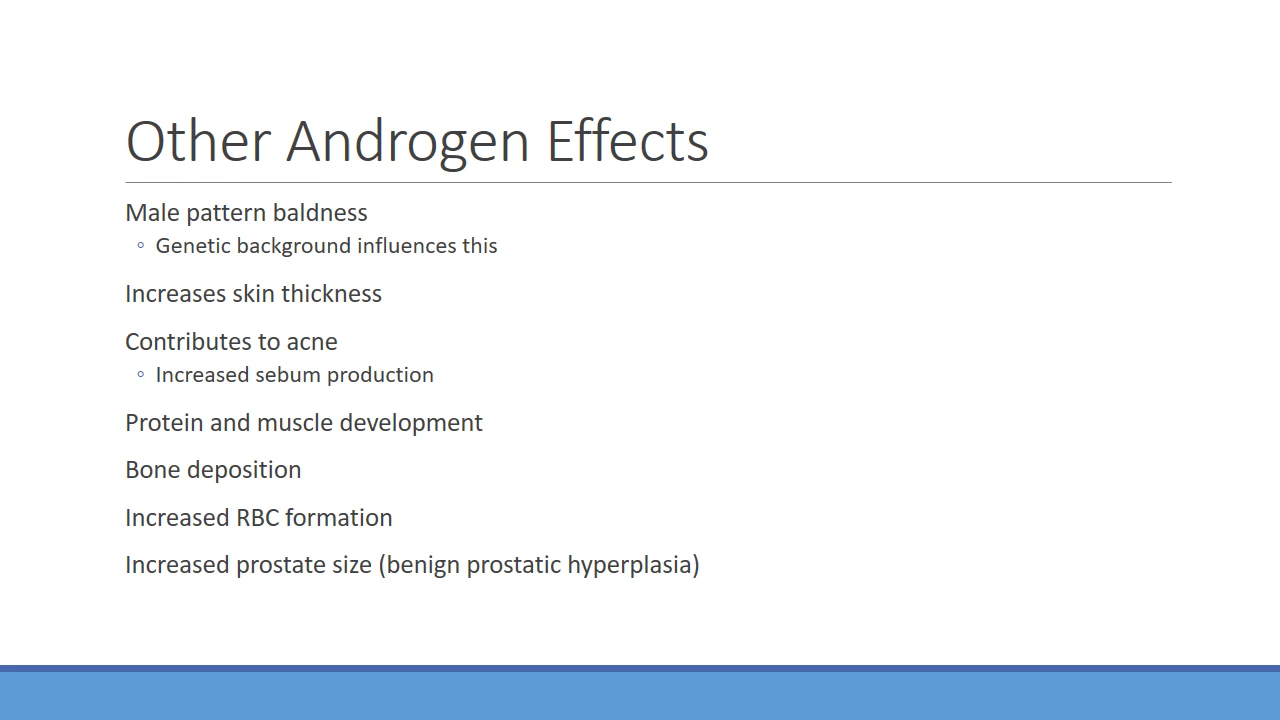 Other Androgen Effects
Male pattern baldness
◦ Genetic background influences this
Increases skin thickness
Contributes to acne
◦ Increased sebum production
Protein and muscle development
Bone deposition
Increased RBC formation
Increased prostate size (benign prostatic hyperplasia)